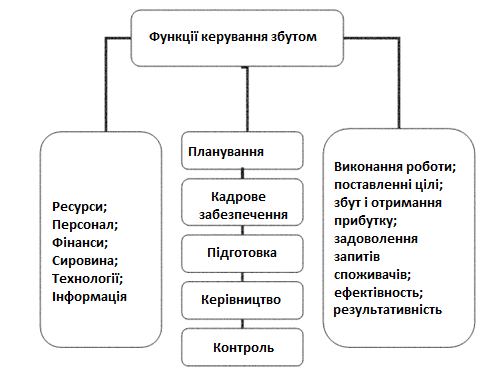 Функції керування збутом
Ресурси;
Персонал;
Фінанси;
Сировина;
Технології;
Інформація
Планування
Кадрове
забезпечення
Підготовка
Керівництво
Контроль
Виконання роботи;
поставленні цілі;
збут і отримання
прибутку;
задоволення
запитів
споживачів;
ефектівность;
результативність